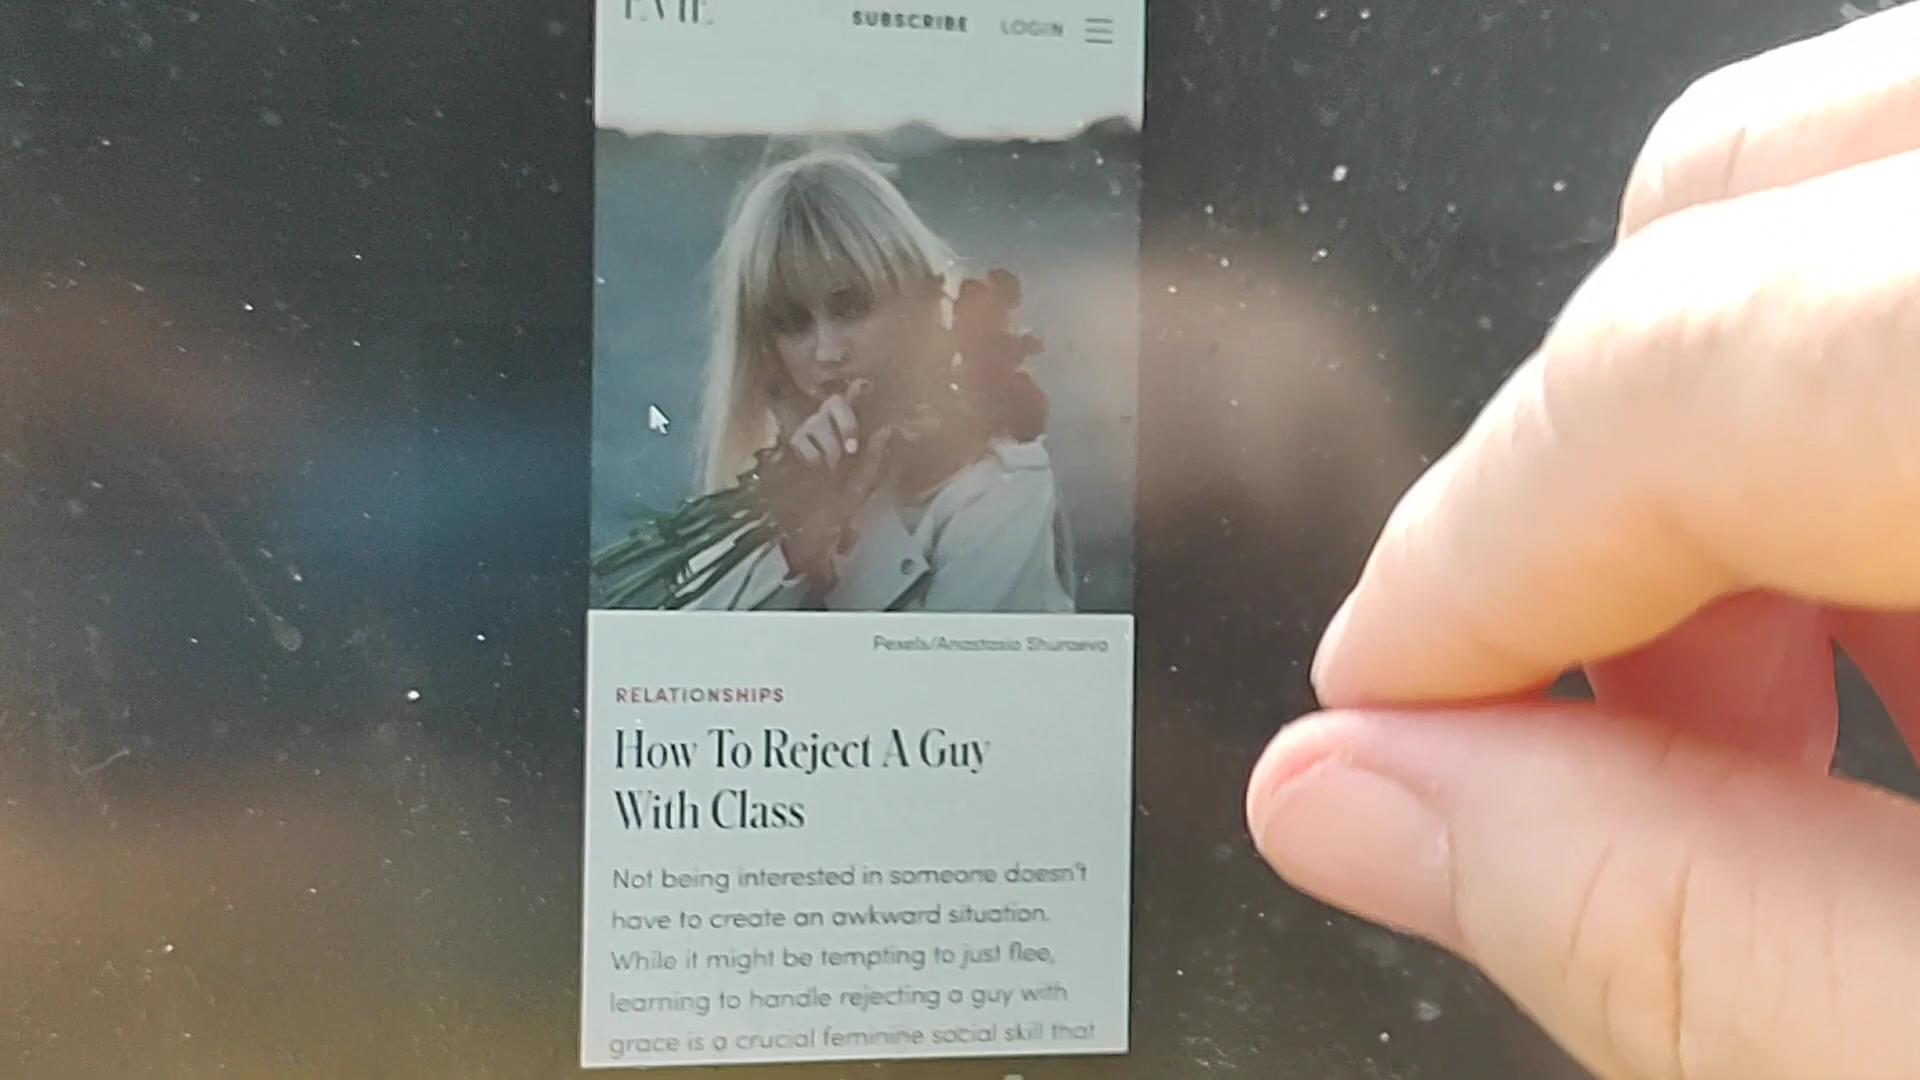 EVIE
SUBSCRIBE LOGIN
Pexels/Anastasia Shuraeva
RELATIONSHIPS
How To Reject A Guy
With Class
Not being interested in someone doesn't
have to create an awkward situation.
While it might be tempting to just flee,
learning to handle rejecting a guy with
grace is a crucial feminine social skill that